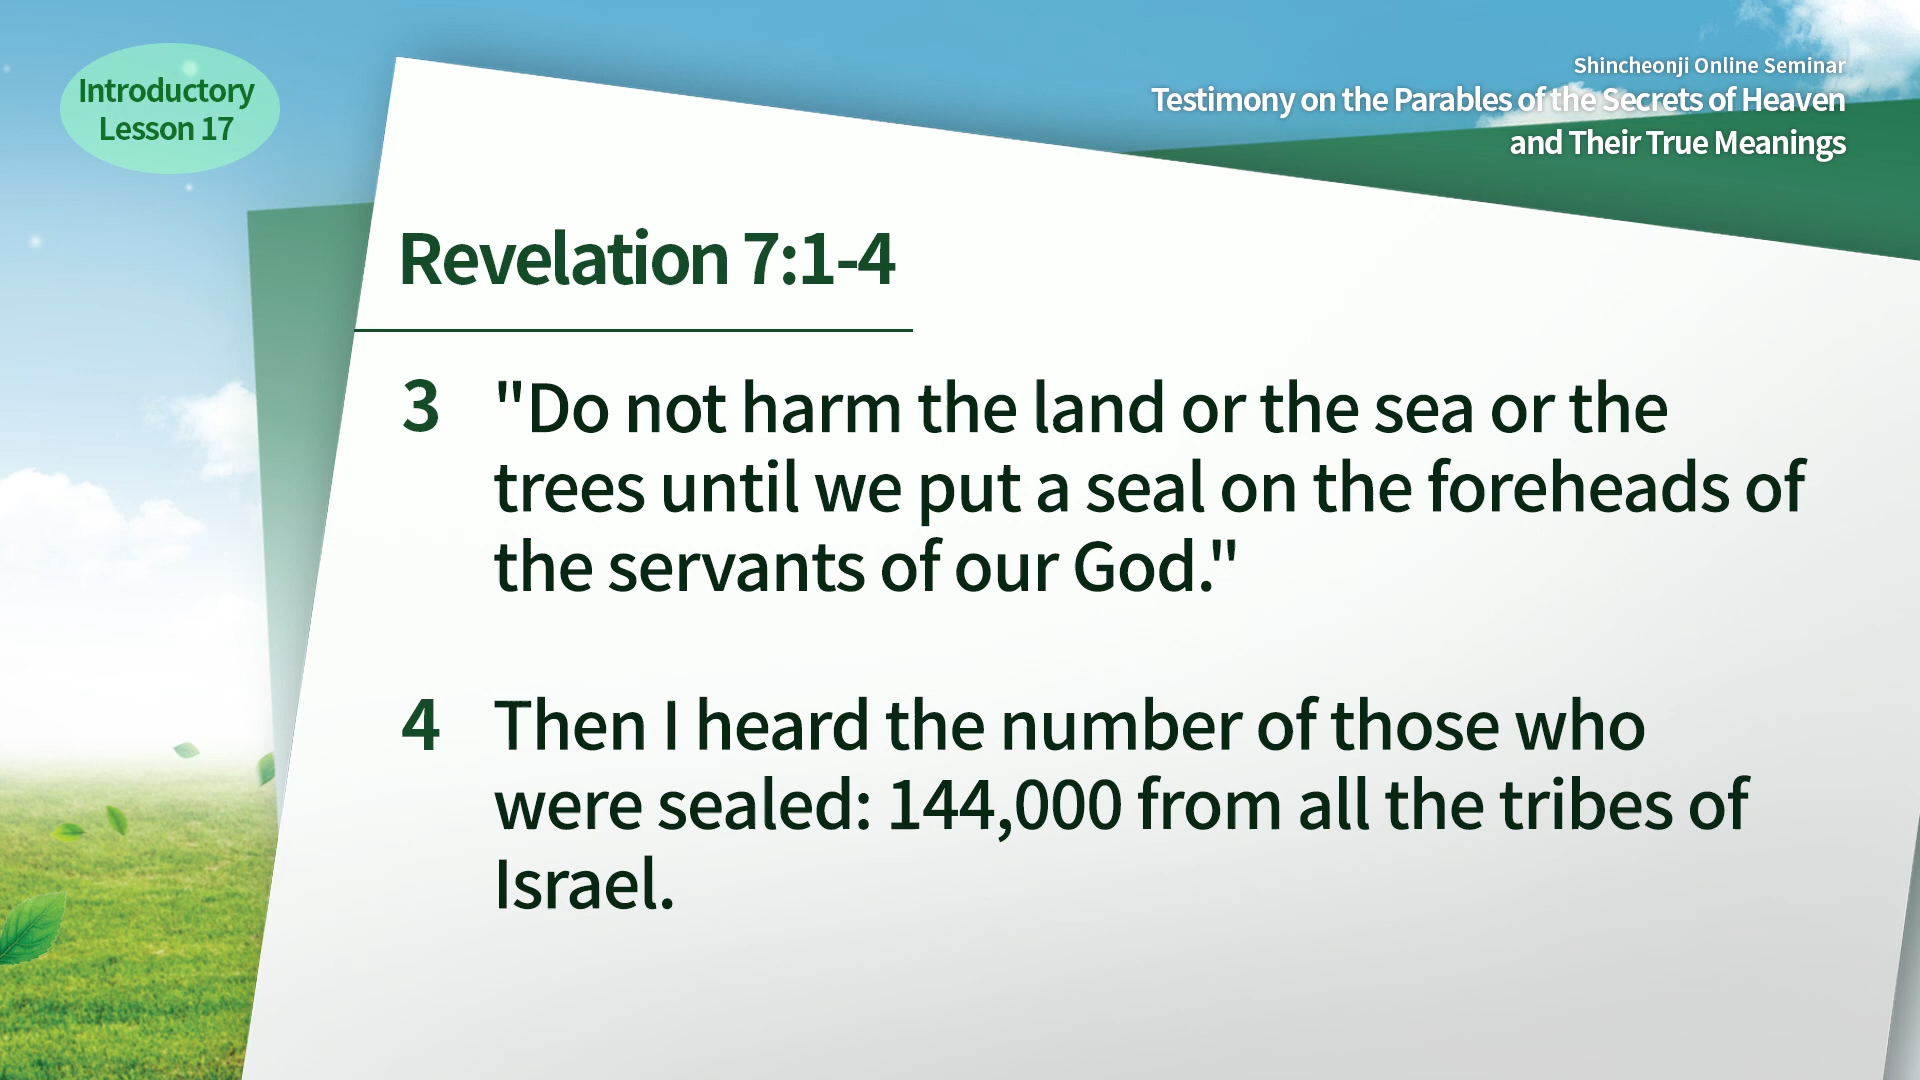 Introductory
Lesson 17
Shincheonji Online Seminar
Testimony on the Parables of the Secrets of Heaven
and Their True Meanings
Revelation 7:1-4
3 "Do not harm the land or the sea or the
trees until we put a seal on the foreheads of
the servants of our God."
4 Then I heard the number of those who
were sealed: 144,000 from all the tribes of
Israel.